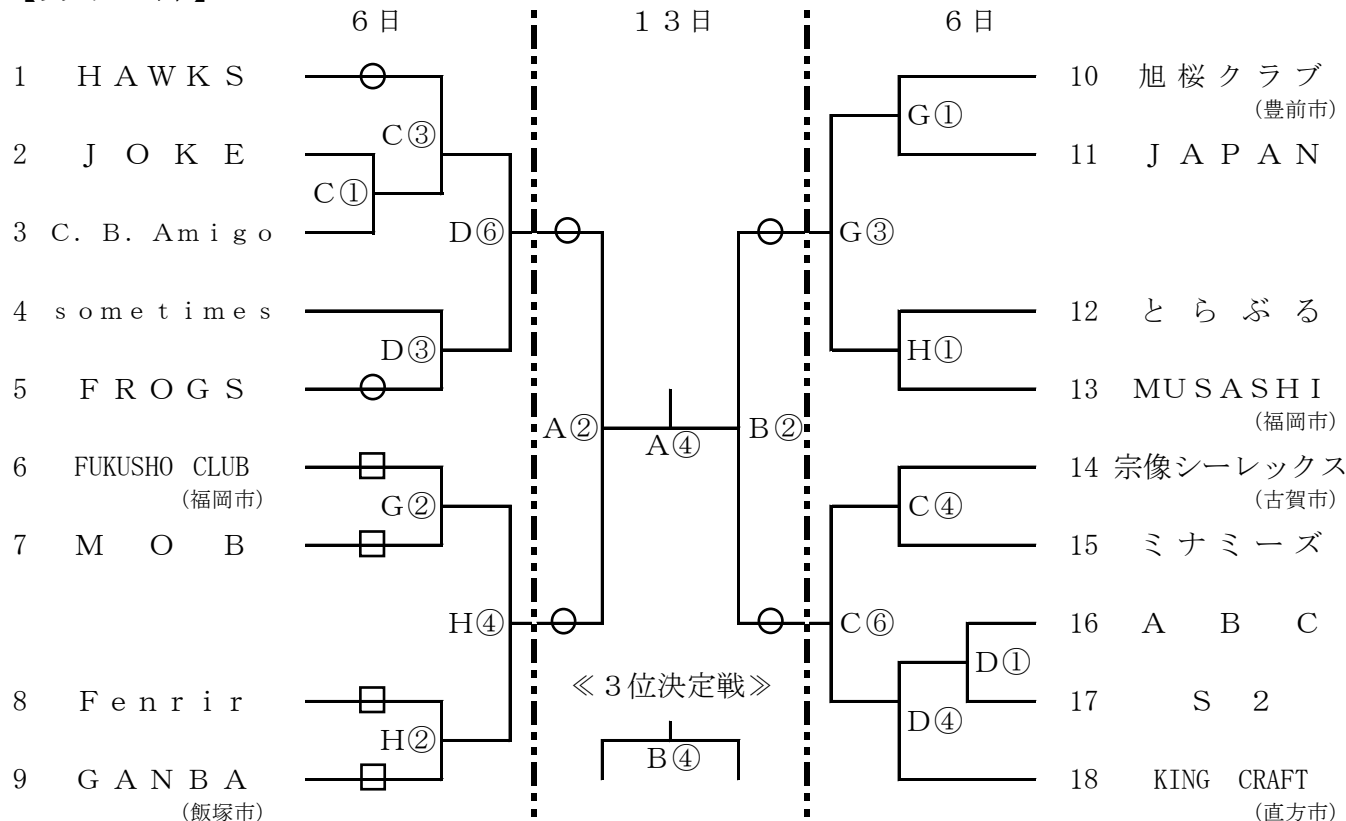 6日 13日 6日
1 HAWKS
C③
2 JOKE
C①
3 C. B. Amigo
D⑥
4 sometimes
D③
5 FROGS
A②
6 FUKUSHO CLUB
(福岡市)
G②
7 MOB
H④
8 Fenrir
H②
9 GANBA
(飯塚市)
A④
≪3位決定戦≫
B④
10 旭桜クラブ
(豊前市)
G①
11 JAPAN
G③
12 とらぶる
H①
13 MUSASHI
(福岡市)
B②
14 宗像シーレックス
(古賀市)
C④
15 ミナミーズ
C⑥
16 ABC
D①
17 S2
D④
18 KING CRAFT
(直方市)